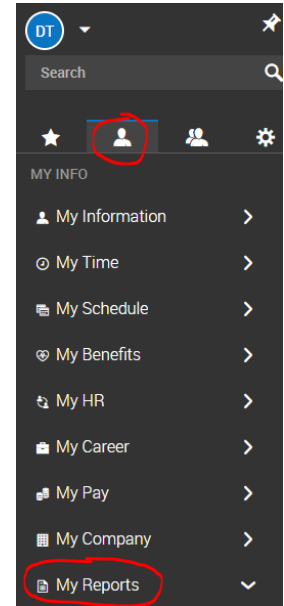 DT
Search
MY INFO
My Information
My Time
My Schedule
My Benefits
My HR
My Career
My Pay
My Company
My Reports